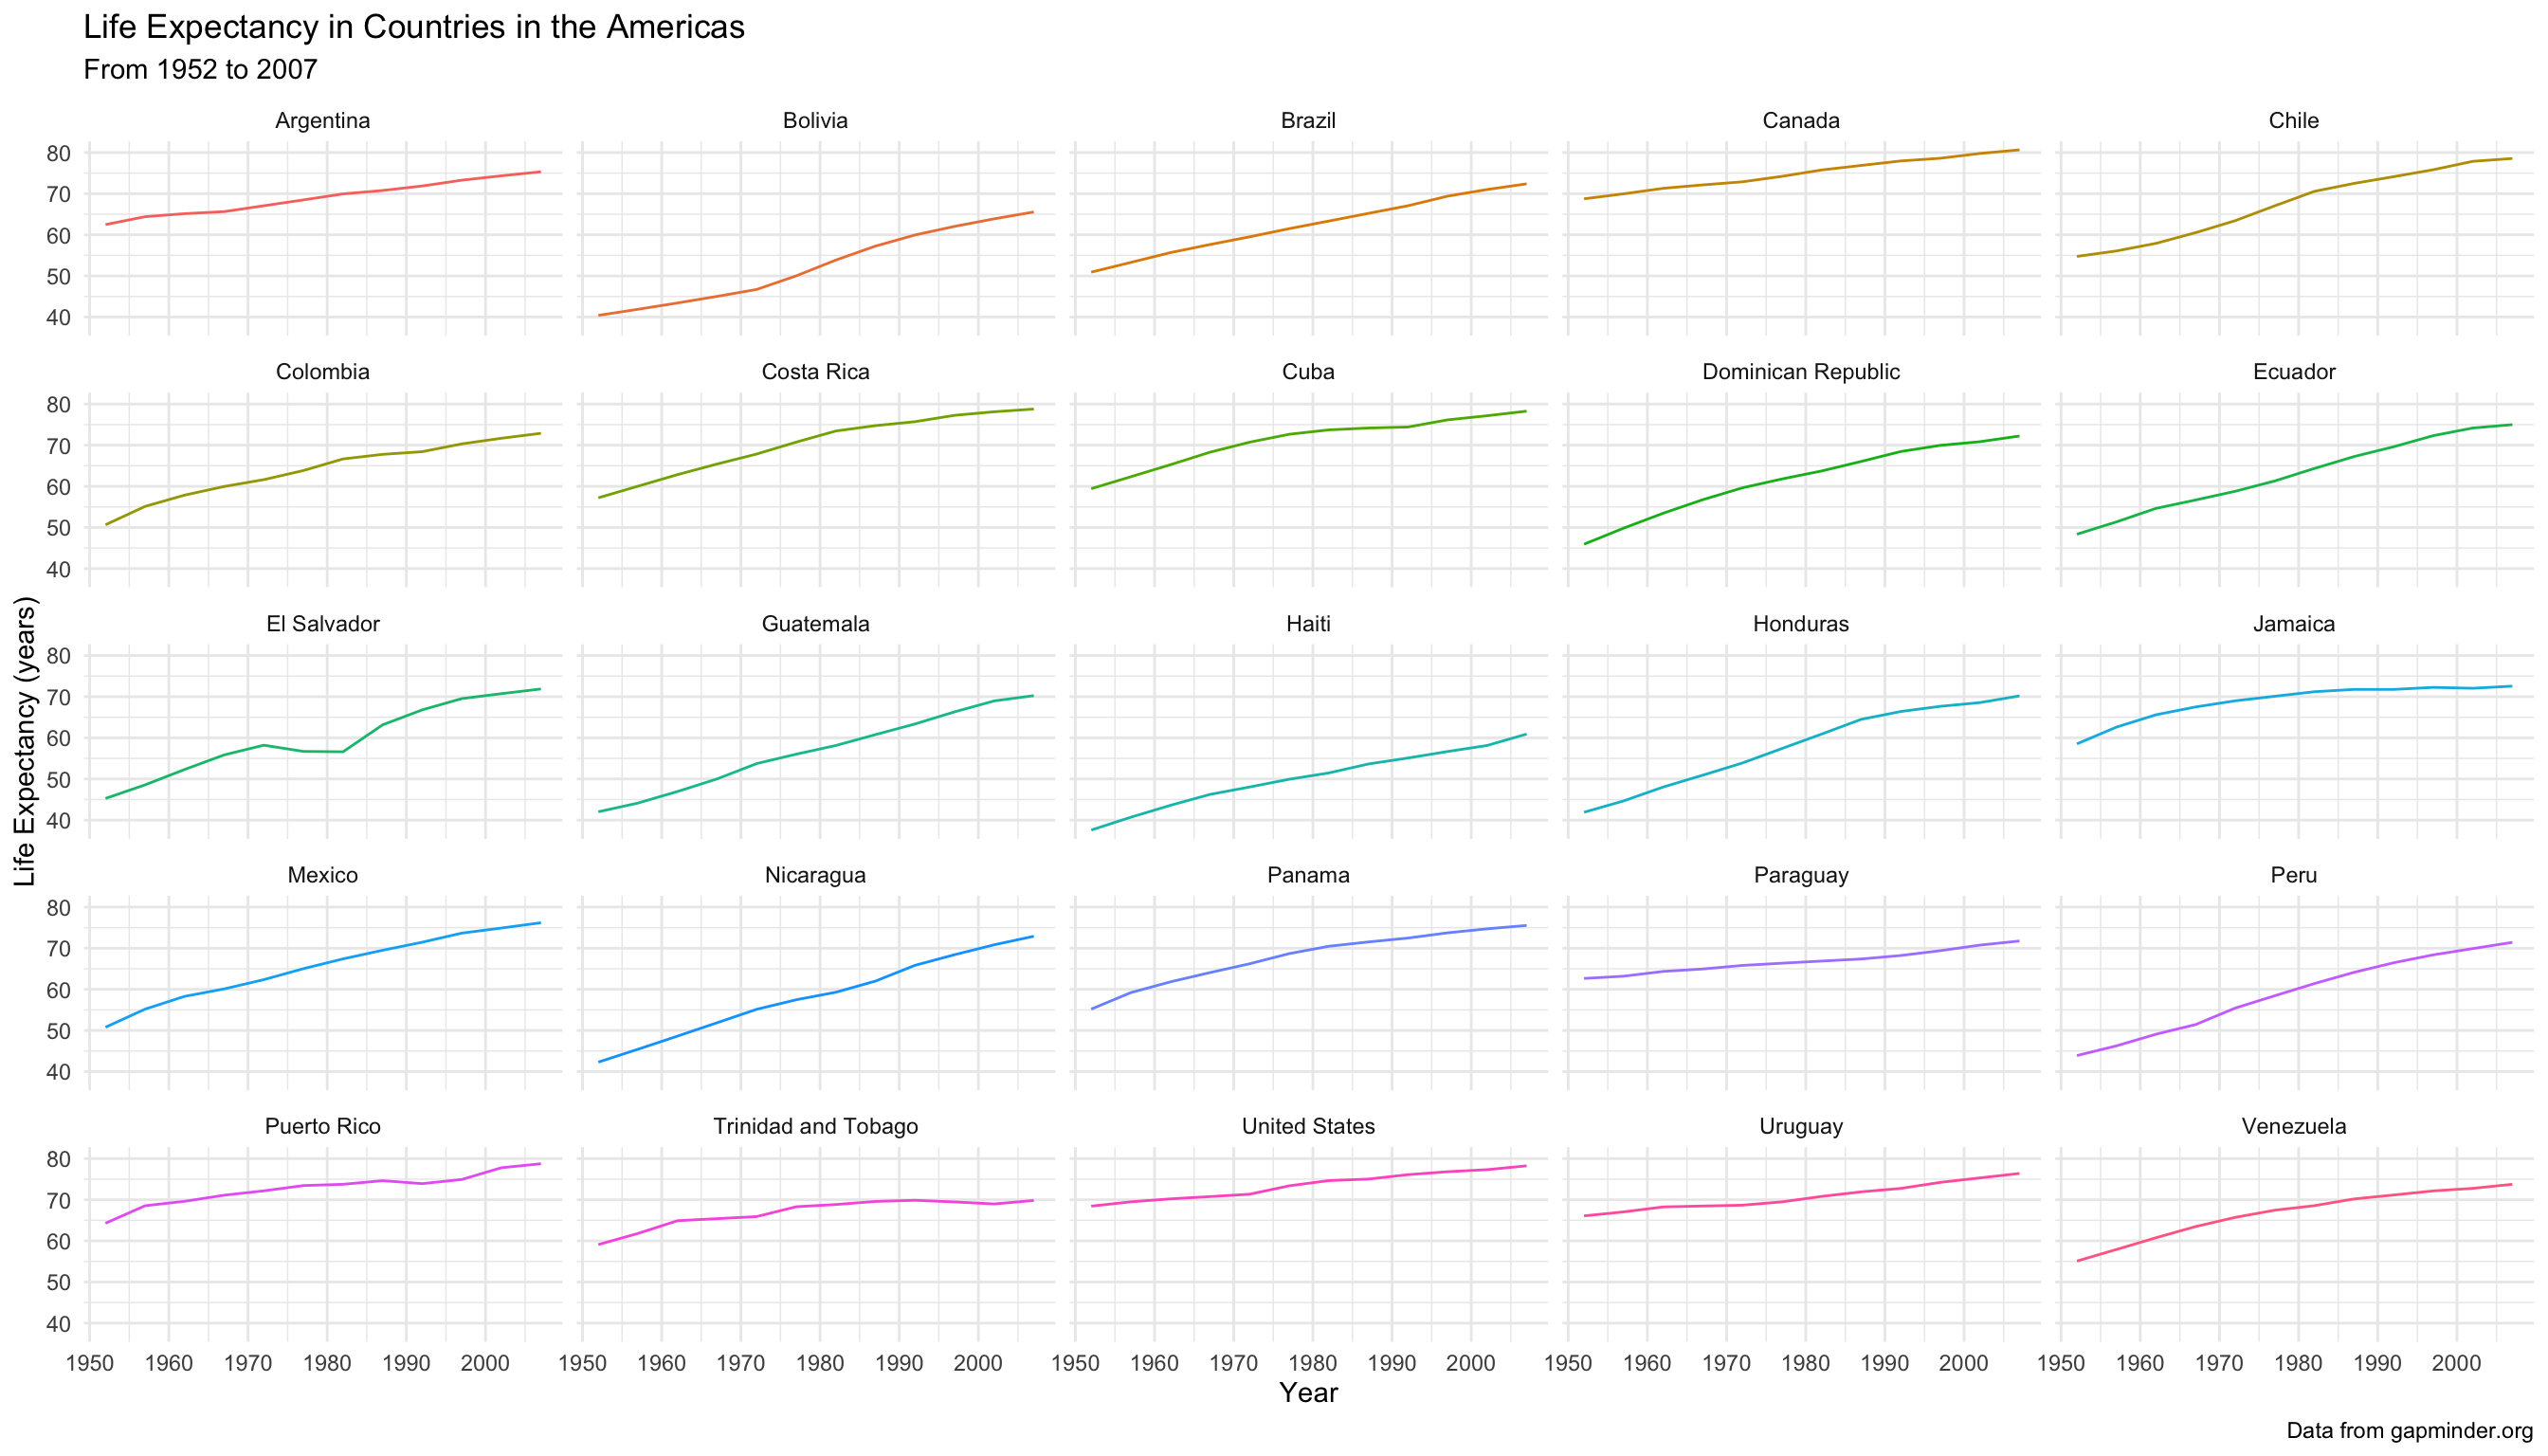 Life Expectancy in Countries in the Americas
From 1952 to 2007
Argentina Bolivia Brazil Canada Chile
80
70
60
50
40
Colombia Costa Rica Cuba Dominican Republic Ecuador
80
70
60
50
40
El Salvador Guatemala Haiti Honduras Jamaica
80
70
60
50
40
Life Expectancy (years)
Mexico Nicaragua Panama Paraguay Peru
80
70
60
50
40
Puerto Rico Trinidad and Tobago United States Uruguay Venezuela
80
70
60
50
40
1950 1960 1970 1980 1990 2000 1950 1960 1970 1980 1990 2000 1950 1960 1970 1980 1990 2000 1950 1960 1970 1980 1990 2000 1950 1960 1970 1980 1990 2000
Year
Data from gapminder.org